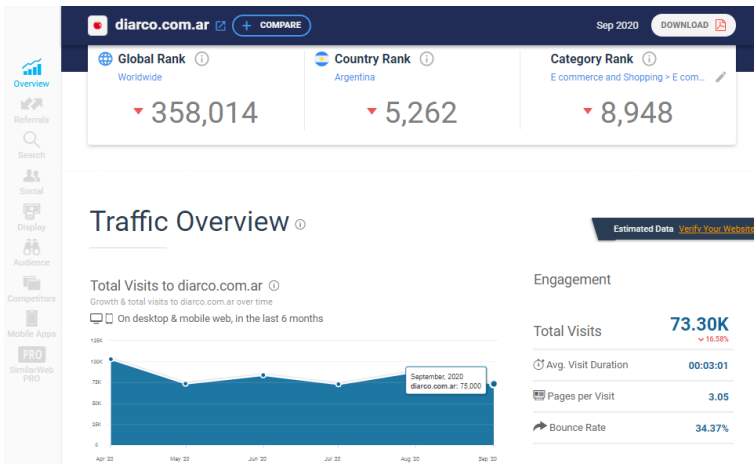 diarco.com.ar
+ COMPARE
Sep 2020
DOWNLOAD
Overview
Referrals
Search
Social
Display
Audience
Competitors
Mobile Apps
PRO
SimilarWeb
PRO
Global Rank
Worldwide
358,014
Country Rank
Argentina
5,262
Category Rank
E commerce and Shopping > E com...
8,948
Traffic Overview
Estimated Data Verify Your Website
Total Visits to diarco.com.ar
Growth & total visits to diarco.com.ar over time
On desktop & mobile web, in the last 6 months
125K
100K
75K
50K
25K
0
Apr '20
May '20
Jun '20
Jul '20
Aug '20
Sep '20
September, 2020
diarco.com.ar: 75,000
Engagement
Total Visits
73.30K
16.58%
Avg. Visit Duration
00:03:01
Pages per Visit
3.05
Bounce Rate
34.37%